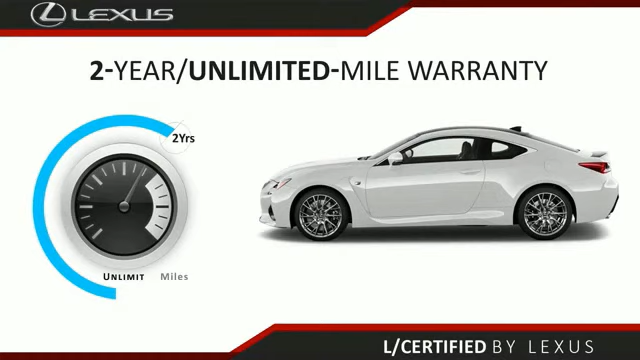 LEXUS
2-YEAR/UNLIMITED-MILE WARRANTY
2Yrs
UNLIMIT Miles
L/CERTIFIED BY LEXUS